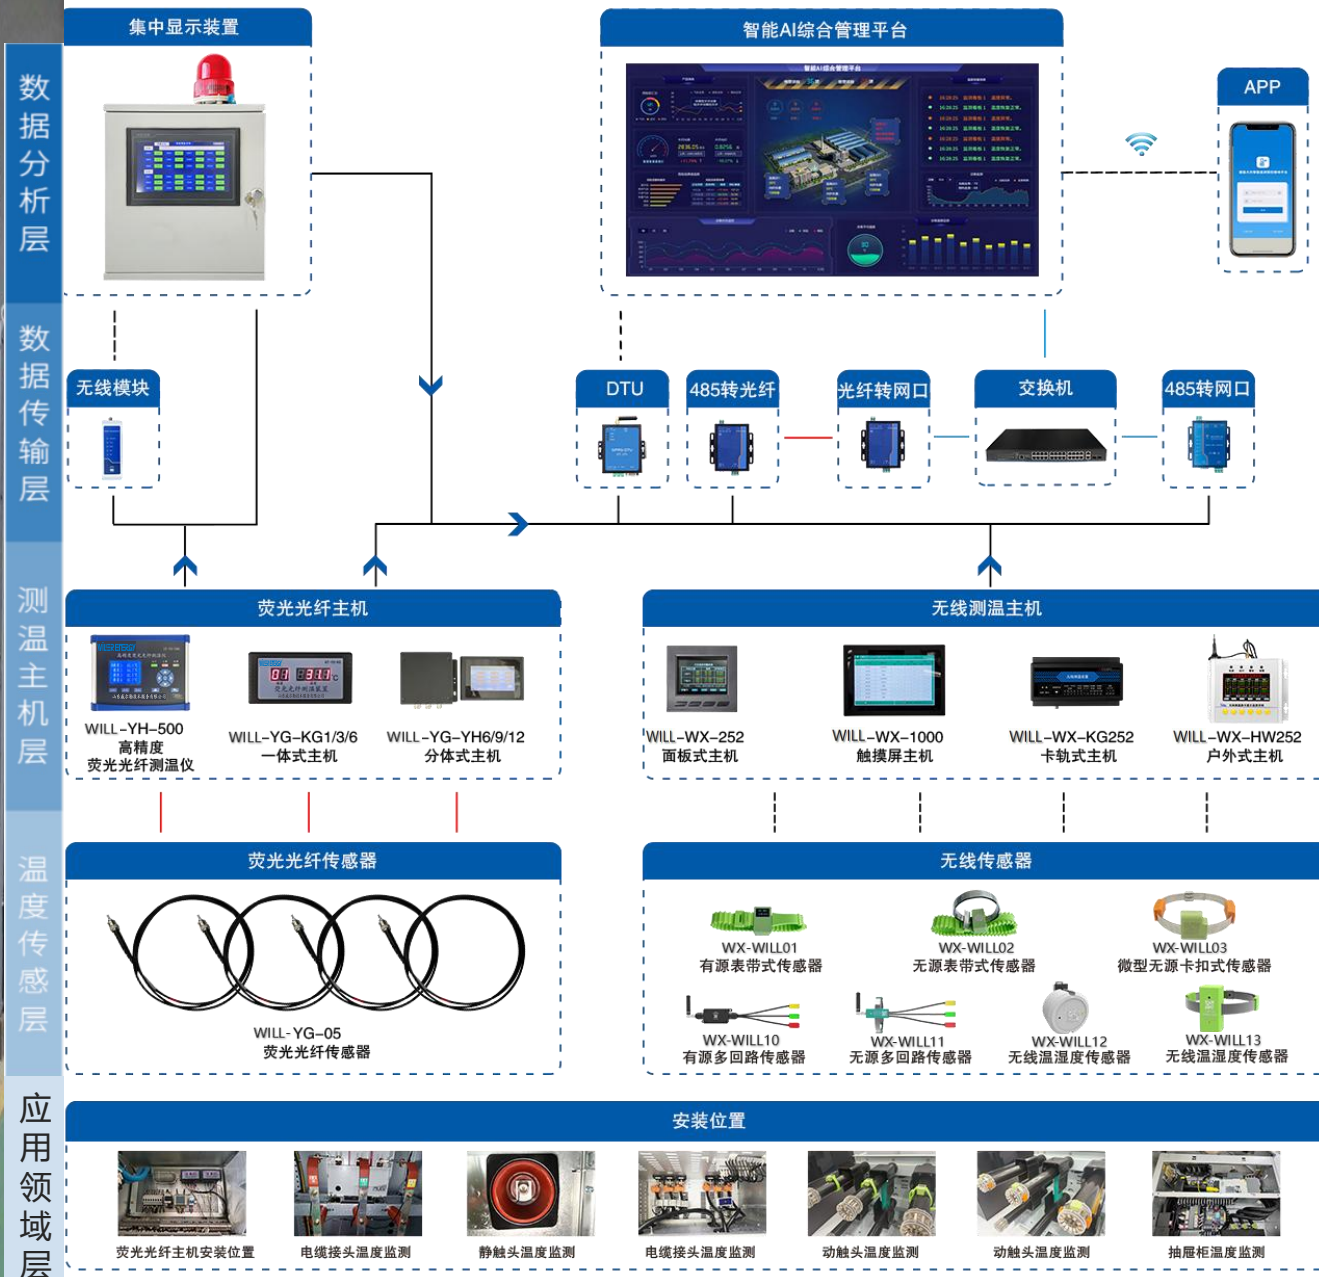 集中显示装置
智能AI综合管理平台
智能AI综合管理平台
APP
数据分析层
数据传输层
无线模块
DTU
485转光纤
光纤转网口
交换机
485转网口
测温主机层
荧光光纤主机
无线测温主机
WILL-YH-500
高精度
荧光光纤测温仪
WILL-YG-KG1/3/6
一体式主机
WILL-YG-YH6/9/12
分体式主机
WILL-WX-252
面板式主机
WILL-WX-1000
触摸屏主机
WILL-WX-KG252
卡轨式主机
WILL-WX-HW252
户外式主机
温度传感层
荧光光纤传感器
无线传感器
WILL-YG-05
荧光光纤传感器
WX-WILL01
有源表带式传感器
WX-WILL02
无源表带式传感器
WX-WILL03
微型无源卡扣式传感器
WX-WILL10
有源多回路传感器
WX-WILL11
无源多回路传感器
WX-WILL12
无线温湿度传感器
WX-WILL13
无线温湿度传感器
应用领域层
安装位置
荧光光纤主机安装位置
电缆接头温度监测
静触头温度监测
电缆接头温度监测
动触头温度监测
动触头温度监测
抽屉柜温度监测